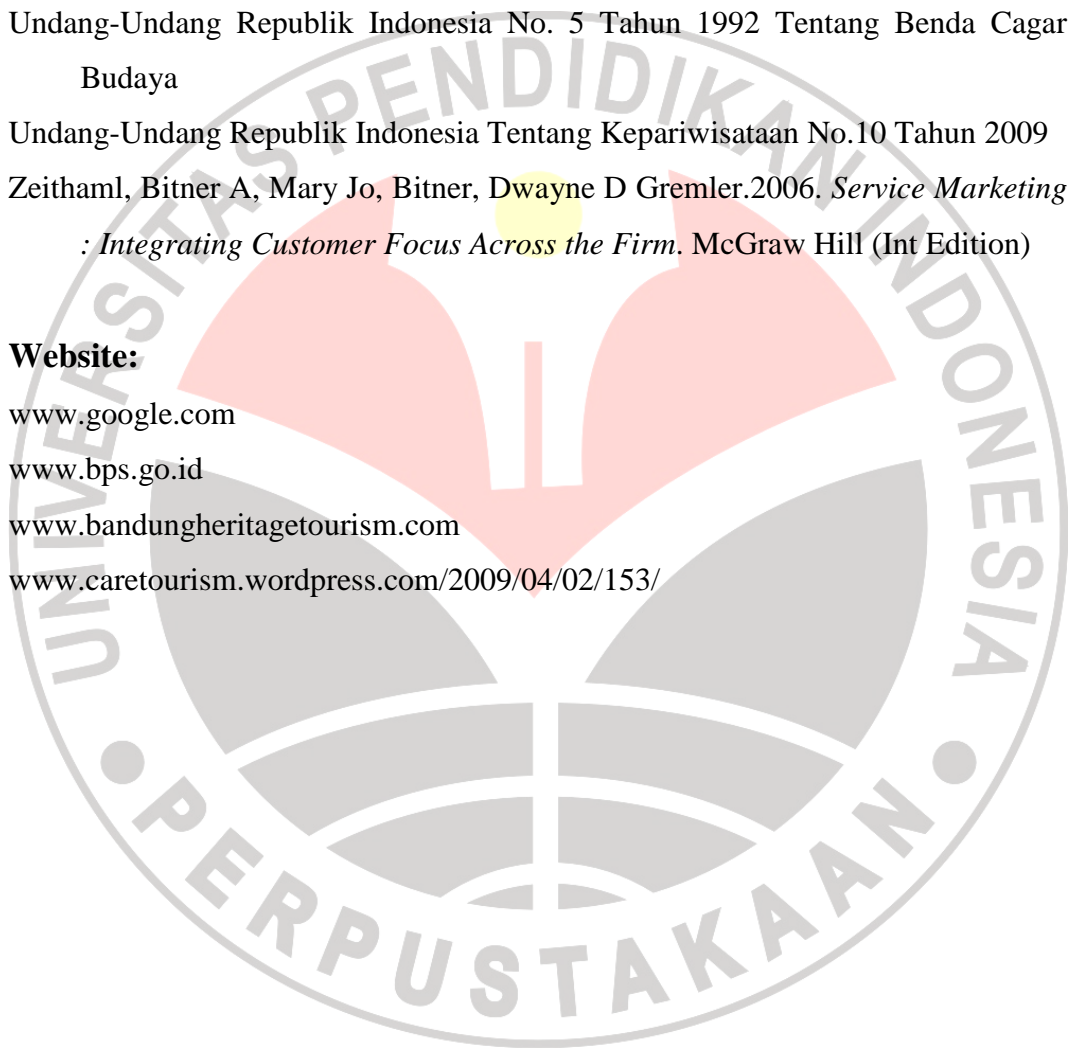 Undang-Undang Republik Indonesia No. 5 Tahun 1992 Tentang Benda Cagar
Budaya
Undang-Undang Republik Indonesia Tentang Kepariwisataan No.10 Tahun 2009
Zeithaml, Bitner A, Mary Jo, Bitner, Dwayne D Gremler.2006. Service Marketing
: Integrating Customer Focus Across the Firm. McGraw Hill (Int Edition)
Website:
www.google.com
www.bps.go.id
www.bandungheritagetourism.com
www.caretourism.wordpress.com/2009/04/02/153/
UNIVERSITAS PENDIDIKAN INDONESIA
PERPUSTAKAAN